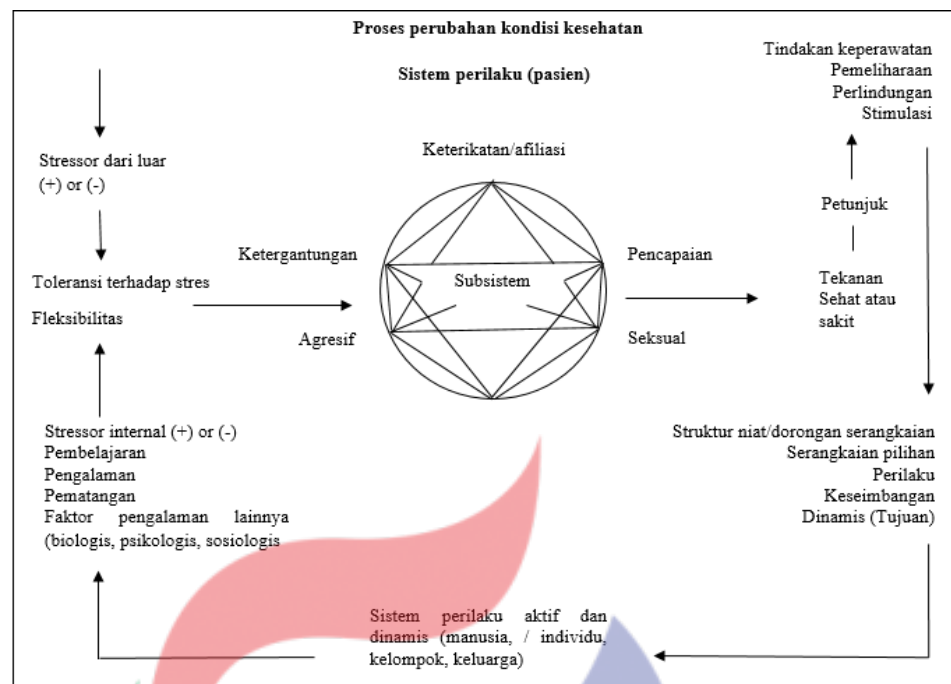 Proses perubahan kondisi kesehatan
Sistem perilaku (pasien)
Tindakan keperawatan
Pemeliharaan
Perlindungan
Stimulasi
Stressor dari luar
(+) or (-)
Keterikatan/afiliasi
Petunjuk
Ketergantungan
Pencapaian
Toleransi terhadap stres
Fleksibilitas
Subsistem
Tekanan
Sehat atau
sakit
Agresif
Seksual
Stressor internal (+) or (-)
Pembelajaran
Pengalaman
Pematangan
Faktor pengalaman lainnya
(biologis, psikologis, sosiologis
Struktur niat/dorongan serangkaian
Serangkaian pilihan
Perilaku
Keseimbangan
Dinamis (Tujuan)
Sistem perilaku aktif dan
dinamis (manusia, / individu,
kelompok, keluarga)